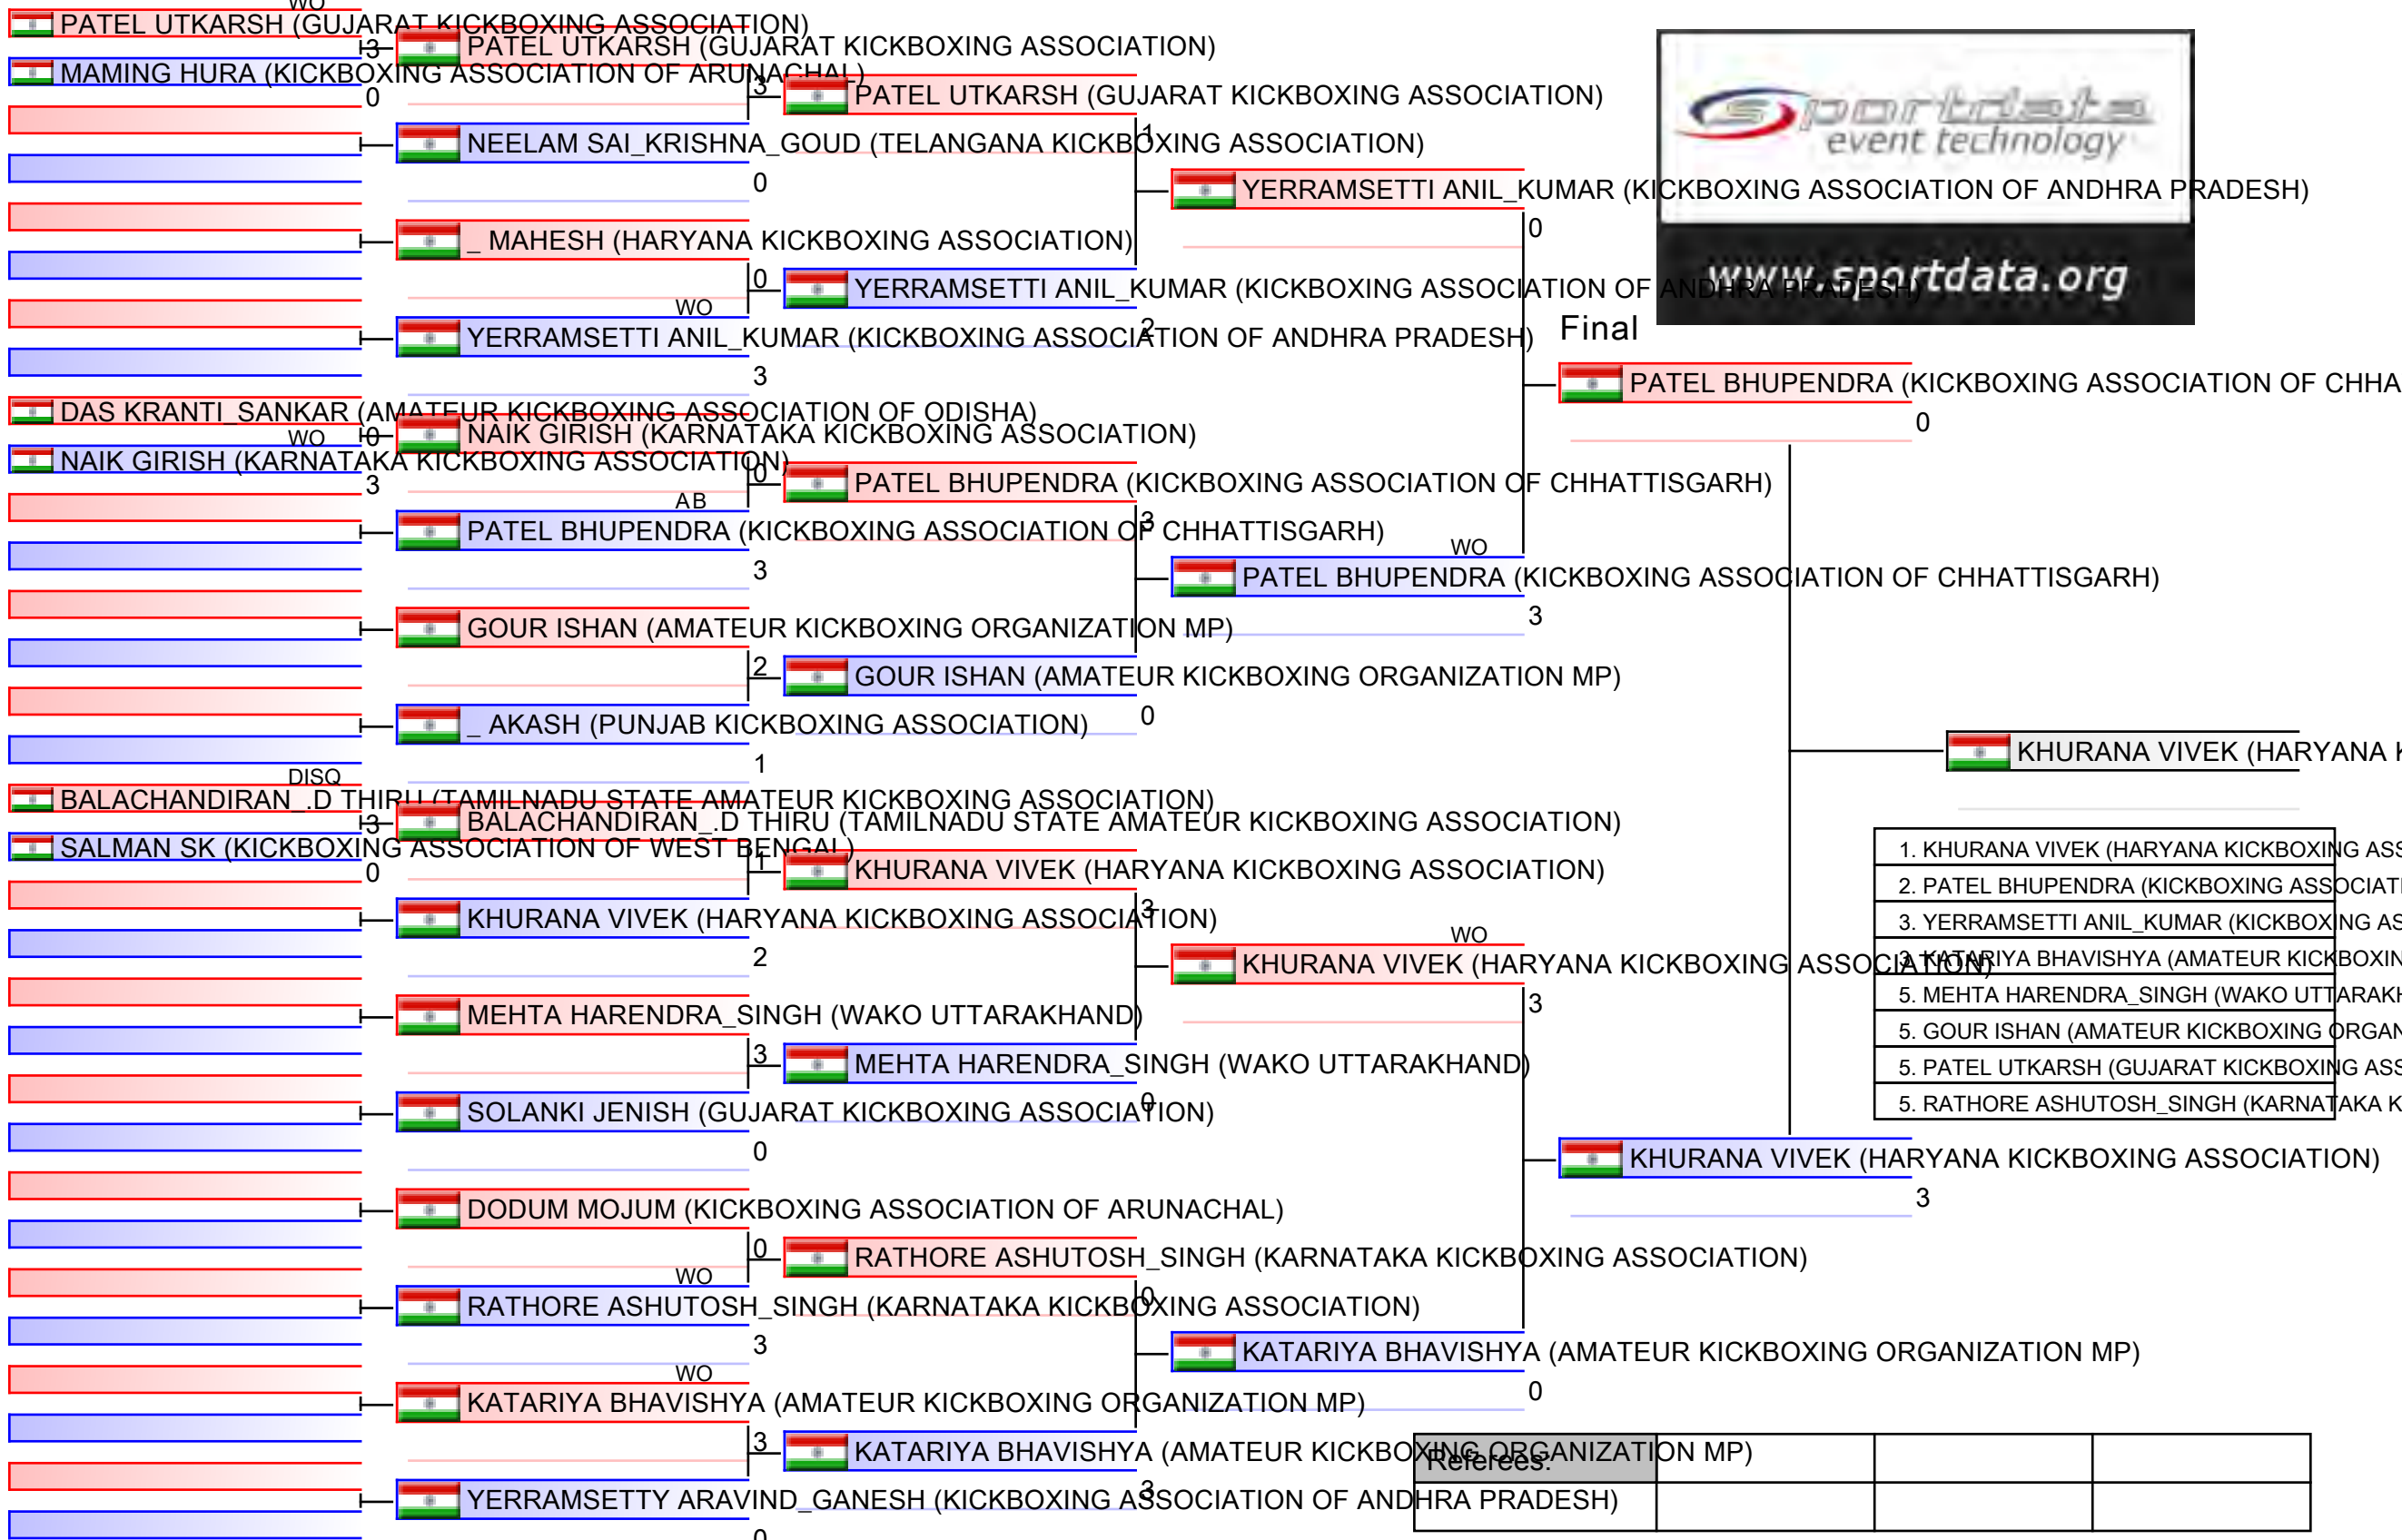 WO
PATEL UTKARSH (GUJARAT KICKBOXING ASSOCIATION)
3
MAMING HURA (KICKBOXING ASSOCIATION OF ARUNACHAL)
0
WO
DAS KRANTI_SANKAR (AMATEUR KICKBOXING ASSOCIATION OF ODISHA)
0
NAIK GIRISH (KARNATAKA KICKBOXING ASSOCIATION)
3
DISQ
BALACHANDIRAN_.D THIRU (TAMILNADU STATE AMATEUR KICKBOXING ASSOCIATION)
3
SALMAN SK (KICKBOXING ASSOCIATION OF WEST BENGAL)
0
PATEL UTKARSH (GUJARAT KICKBOXING ASSOCIATION)
3
NEELAM SAI_KRISHNA_GOUD (TELANGANA KICKBOXING ASSOCIATION)
0
_ MAHESH (HARYANA KICKBOXING ASSOCIATION)
0
WO
YERRAMSETTI ANIL_KUMAR (KICKBOXING ASSOCIATION OF ANDHRA PRADESH)
3
NAIK GIRISH (KARNATAKA KICKBOXING ASSOCIATION)
0
AB
PATEL BHUPENDRA (KICKBOXING ASSOCIATION OF CHHATTISGARH)
3
GOUR ISHAN (AMATEUR KICKBOXING ORGANIZATION MP)
2
_ AKASH (PUNJAB KICKBOXING ASSOCIATION)
1
BALACHANDIRAN_.D THIRU (TAMILNADU STATE AMATEUR KICKBOXING ASSOCIATION)
1
KHURANA VIVEK (HARYANA KICKBOXING ASSOCIATION)
2
MEHTA HARENDRA_SINGH (WAKO UTTARAKHAND)
3
SOLANKI JENISH (GUJARAT KICKBOXING ASSOCIATION)
0
DODUM MOJUM (KICKBOXING ASSOCIATION OF ARUNACHAL)
0
WO
RATHORE ASHUTOSH_SINGH (KARNATAKA KICKBOXING ASSOCIATION)
3
WO
KATARIYA BHAVISHYA (AMATEUR KICKBOXING ORGANIZATION MP)
3
YERRAMSETTY ARAVIND_GANESH (KICKBOXING ASSOCIATION OF ANDHRA PRADESH)
0
PATEL UTKARSH (GUJARAT KICKBOXING ASSOCIATION)
1
YERRAMSETTI ANIL_KUMAR (KICKBOXING ASSOCIATION OF ANDHRA PRADESH)
2
PATEL BHUPENDRA (KICKBOXING ASSOCIATION OF CHHATTISGARH)
3
GOUR ISHAN (AMATEUR KICKBOXING ORGANIZATION MP)
0
KHURANA VIVEK (HARYANA KICKBOXING ASSOCIATION)
3
MEHTA HARENDRA_SINGH (WAKO UTTARAKHAND)
0
RATHORE ASHUTOSH_SINGH (KARNATAKA KICKBOXING ASSOCIATION)
0
KATARIYA BHAVISHYA (AMATEUR KICKBOXING ORGANIZATION MP)
3
YERRAMSETTI ANIL_KUMAR (KICKBOXING ASSOCIATION OF ANDHRA PRADESH)
0
WO
PATEL BHUPENDRA (KICKBOXING ASSOCIATION OF CHHATTISGARH)
3
WO
KHURANA VIVEK (HARYANA KICKBOXING ASSOCIATION)
3
KATARIYA BHAVISHYA (AMATEUR KICKBOXING ORGANIZATION MP)
0
sportdata
event technology
www.sportdata.org
Final
PATEL BHUPENDRA (KICKBOXING ASSOCIATION OF CHHA
0
KHURANA VIVEK (HARYANA KICKBOXING ASSOCIATION)
3
KHURANA VIVEK (HARYANA K
1. KHURANA VIVEK (HARYANA KICKBOXING ASS
2. PATEL BHUPENDRA (KICKBOXING ASSOCIATI
3. YERRAMSETTI ANIL_KUMAR (KICKBOXING AS
3. KATARIYA BHAVISHYA (AMATEUR KICKBOXIN
5. MEHTA HARENDRA_SINGH (WAKO UTTARAKH
5. GOUR ISHAN (AMATEUR KICKBOXING ORGAN
5. PATEL UTKARSH (GUJARAT KICKBOXING ASS
5. RATHORE ASHUTOSH_SINGH (KARNATAKA K
Referees: